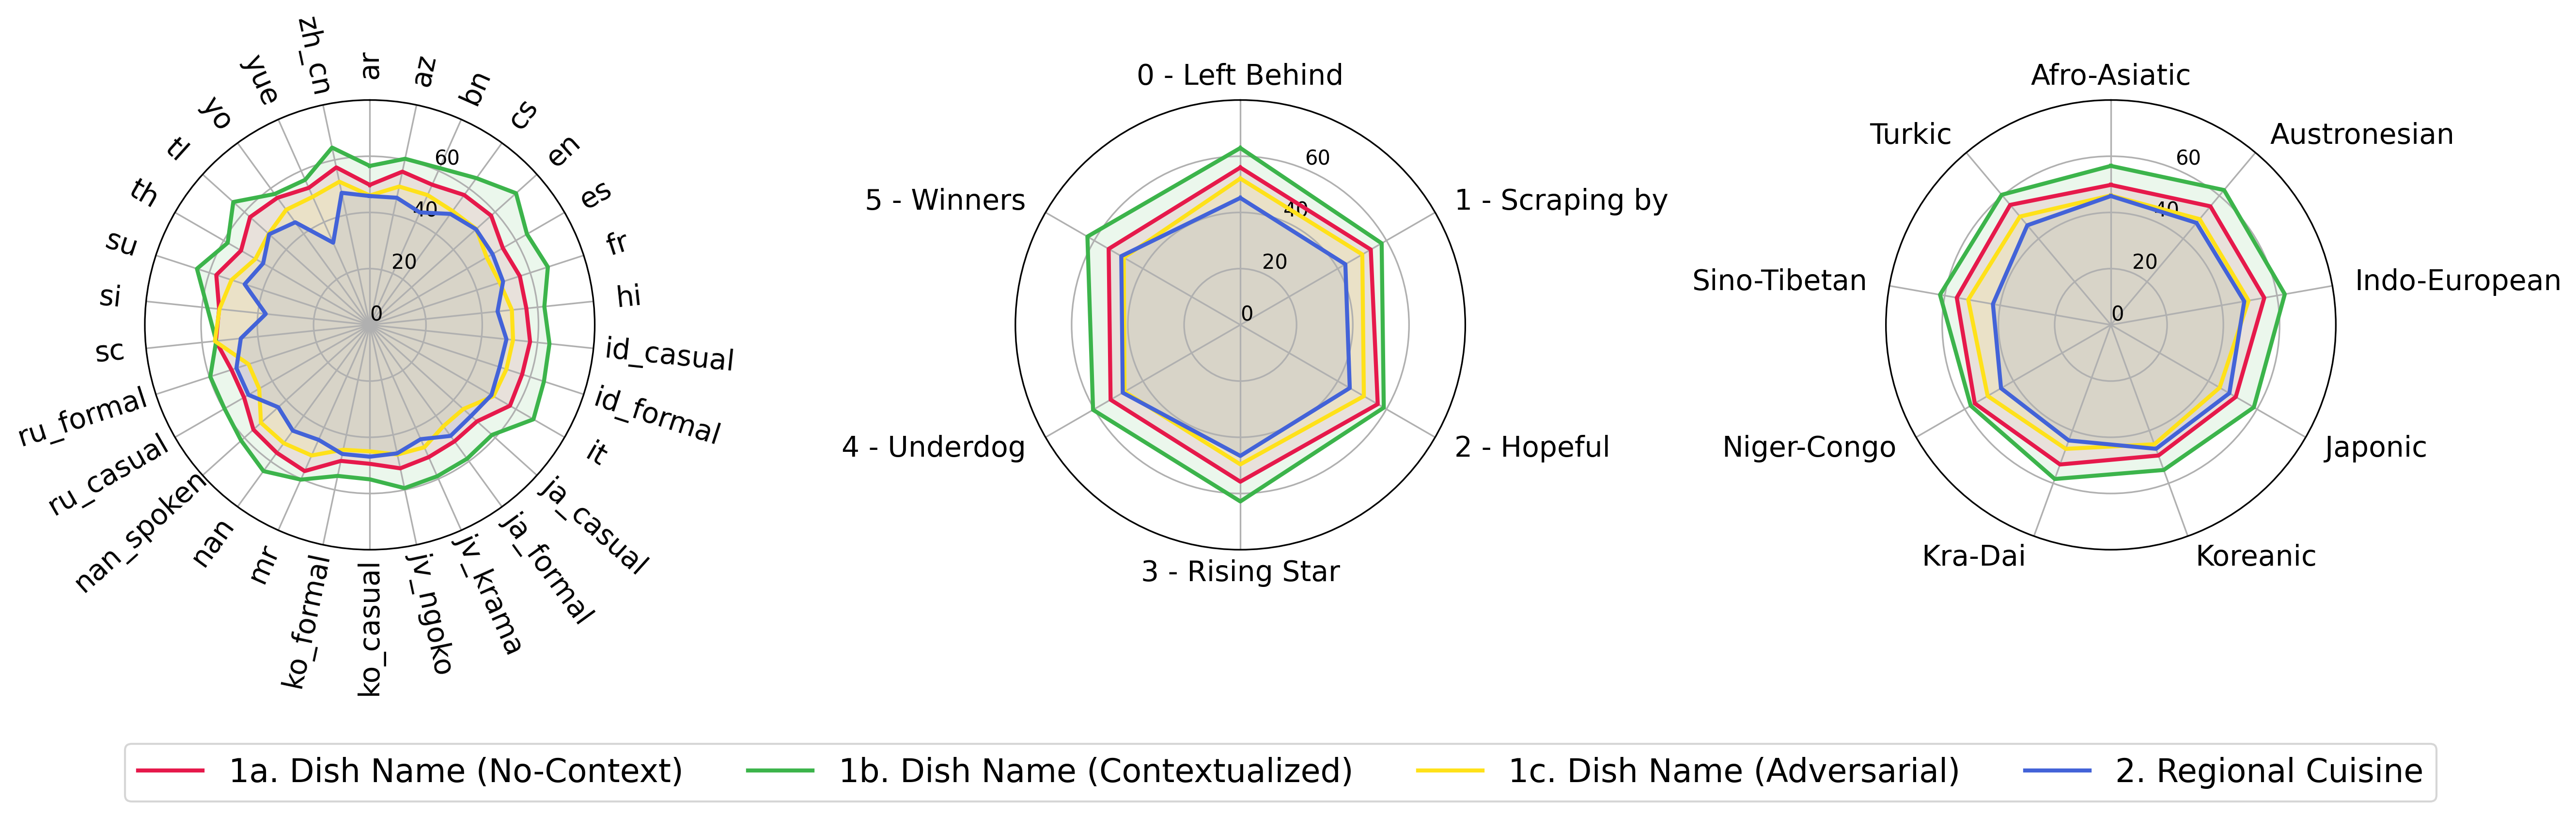 ar
az
bn
cs
en
es
fr
hi
id_casual
id_formal
it
ja_casual
ja_formal
jv_krama
jv_ngoko
ko_casual
ko_formal
mr
nan
nan_spoken
ru_casual
ru_formal
sc
si
su
th
tl
yo
yue
zh_cn
0
20
40
60
0 - Left Behind
1 - Scraping by
2 - Hopeful
3 - Rising Star
4 - Underdog
5 - Winners
0
20
40
60
Afro-Asiatic
Austronesian
Indo-European
Japonic
Koreanic
Kra-Dai
Niger-Congo
Sino-Tibetan
Turkic
0
20
40
60
1a. Dish Name (No-Context)
1b. Dish Name (Contextualized)
1c. Dish Name (Adversarial)
2. Regional Cuisine